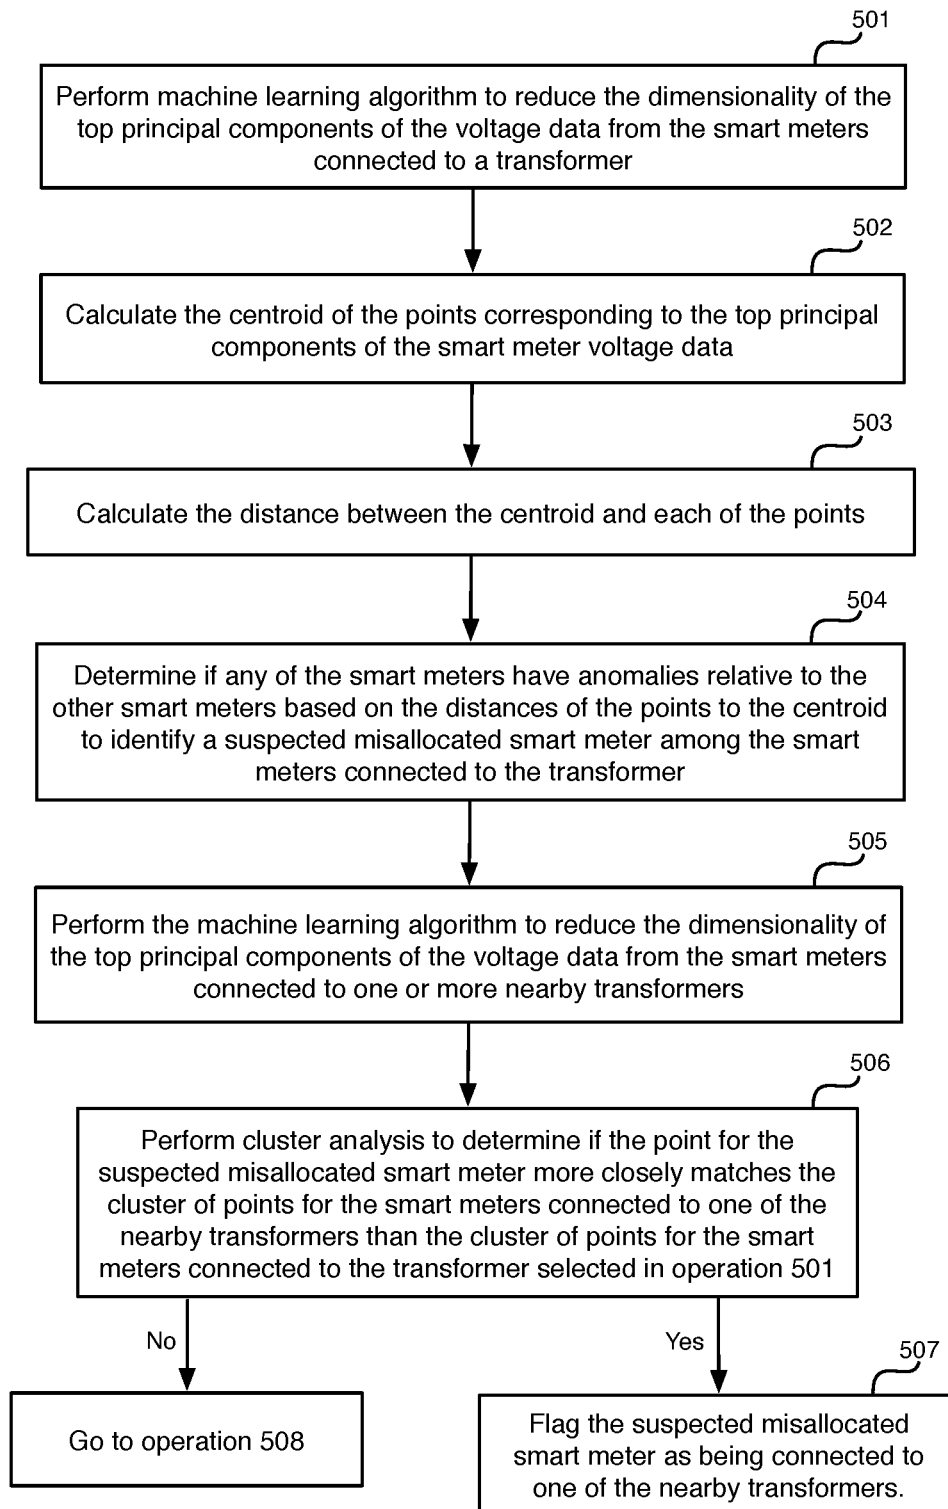 501
Perform machine learning algorithm to reduce the dimensionality of the
top principal components of the voltage data from the smart meters
connected to a transformer
502
Calculate the centroid of the points corresponding to the top principal
components of the smart meter voltage data
503
Calculate the distance between the centroid and each of the points
504
Determine if any of the smart meters have anomalies relative to the
other smart meters based on the distances of the points to the centroid
to identify a suspected misallocated smart meter among the smart
meters connected to the transformer
505
Perform the machine learning algorithm to reduce the dimensionality of
the top principal components of the voltage data from the smart meters
connected to one or more nearby transformers
506
Perform cluster analysis to determine if the point for the
suspected misallocated smart meter more closely matches the
cluster of points for the smart meters connected to one of the
nearby transformers than the cluster of points for the smart
meters connected to the transformer selected in operation 501
No
Yes
507
Go to operation 508
Flag the suspected misallocated
smart meter as being connected to
one of the nearby transformers.